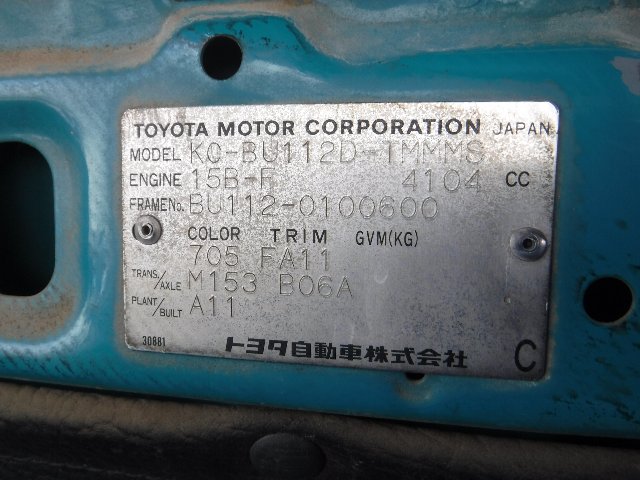 TOYOTA MOTOR CORPORATION JAPAN
MODEL KC-BU112D-TMMMS
ENGINE 15B-F 4104 CC
FRAME No. BU112-0100600
COLOR TRIM GVM(KG)
705 FA11
TRANS./AXLE M153 B06A
PLANT/BUILT A11
30881 トヨタ自動車株式会社 C